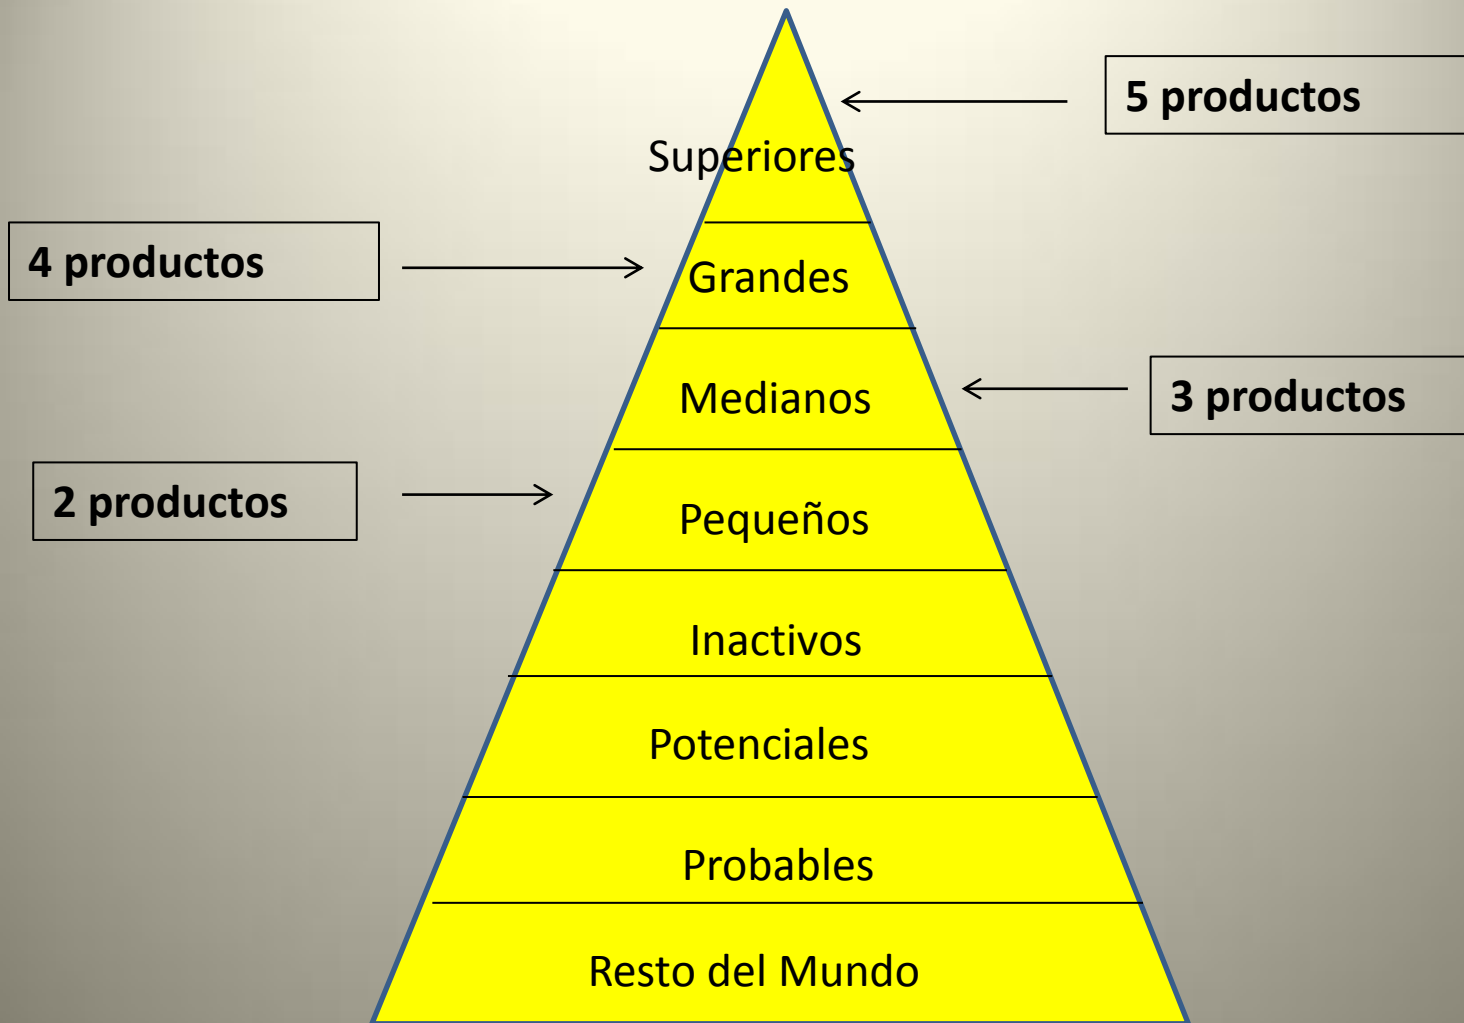 5 productos
Superiores
4 productos
Grandes
Medianos
3 productos
2 productos
Pequeños
Inactivos
Potenciales
Probables
Resto del Mundo